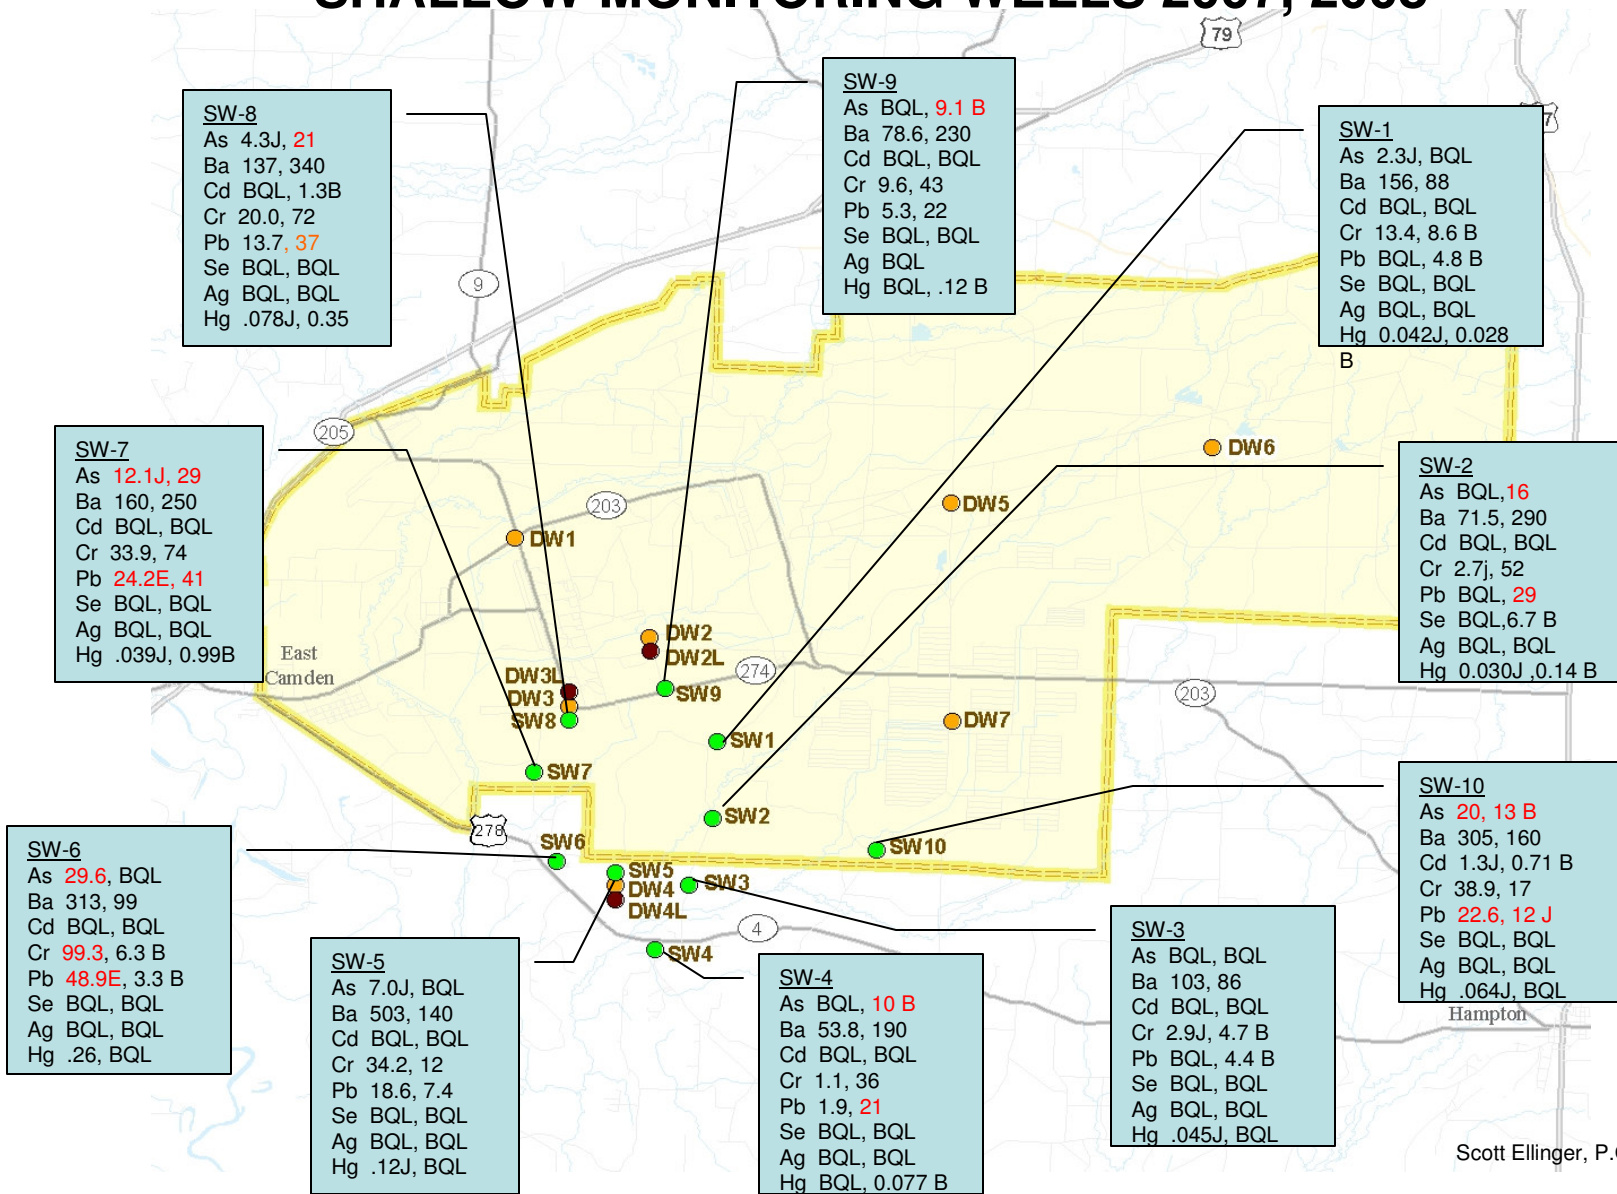 SHALLOW MONITORING WELLS 2007, 2008
79
SW-8
As 4.3J, 21
Ba 137, 340
Cd BQL, 1.3B
Cr 20.0, 72
Pb 13.7, 37
Se BQL, BQL
Ag BQL, BQL
Hg .078J, 0.35
SW-9
As BQL, 9.1 B
Ba 78.6, 230
Cd BQL, BQL
Cr 9.6, 43
Pb 5.3, 22
Se BQL, BQL
Ag BQL
Hg BQL, .12 B
SW-1
As 2.3J, BQL
Ba 156, 88
Cd BQL, BQL
Cr 13.4, 8.6 B
Pb BQL, 4.8 B
Se BQL, BQL
Ag BQL, BQL
Hg 0.042J, 0.028
B
7
9
205
SW-7
As 12.1J, 29
Ba 160, 250
Cd BQL, BQL
Cr 33.9, 74
Pb 24.2E, 41
Se BQL, BQL
Ag BQL, BQL
Hg .039J, 0.99B
SW-2
As BQL,16
Ba 71.5, 290
Cd BQL, BQL
Cr 2.7j, 52
Pb BQL, 29
Se BQL,6.7 B
Ag BQL, BQL
Hg 0.030J ,0.14 B
DW6
203
DW5
DW1
DW2
DW2L
East
Camden
274
DW3L
DW3
SW8
SW9
203
DW7
SW1
SW7
SW2
278
SW6
SW10
SW5
DW4
DW4L
SW3
4
SW4
SW-10
As 20, 13 B
Ba 305, 160
Cd 1.3J, 0.71 B
Cr 38.9, 17
Pb 22.6, 12 J
Se BQL, BQL
Ag BQL, BQL
Hg .064J, BQL
Hampton
SW-6
As 29.6, BQL
Ba 313, 99
Cd BQL, BQL
Cr 99.3, 6.3 B
Pb 48.9E, 3.3 B
Se BQL, BQL
Ag BQL, BQL
Hg .26, BQL
SW-5
As 7.0J, BQL
Ba 503, 140
Cd BQL, BQL
Cr 34.2, 12
Pb 18.6, 7.4
Se BQL, BQL
Ag BQL, BQL
Hg .12J, BQL
SW-4
As BQL, 10 B
Ba 53.8, 190
Cd BQL, BQL
Cr 1.1, 36
Pb 1.9, 21
Se BQL, BQL
Ag BQL, BQL
Hg BQL, 0.077 B
SW-3
As BQL, BQL
Ba 103, 86
Cd BQL, BQL
Cr 2.9J, 4.7 B
Pb BQL, 4.4 B
Se BQL, BQL
Ag BQL, BQL
Hg .045J, BQL
Scott Ellinger, P.G